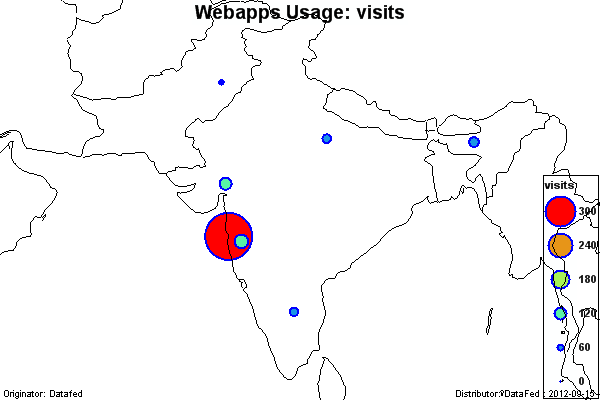 Webapps Usage: visits
visits
300
240
180
120
60
0
Originator: Datafed
Distributor: DataFed : 2012-09-15